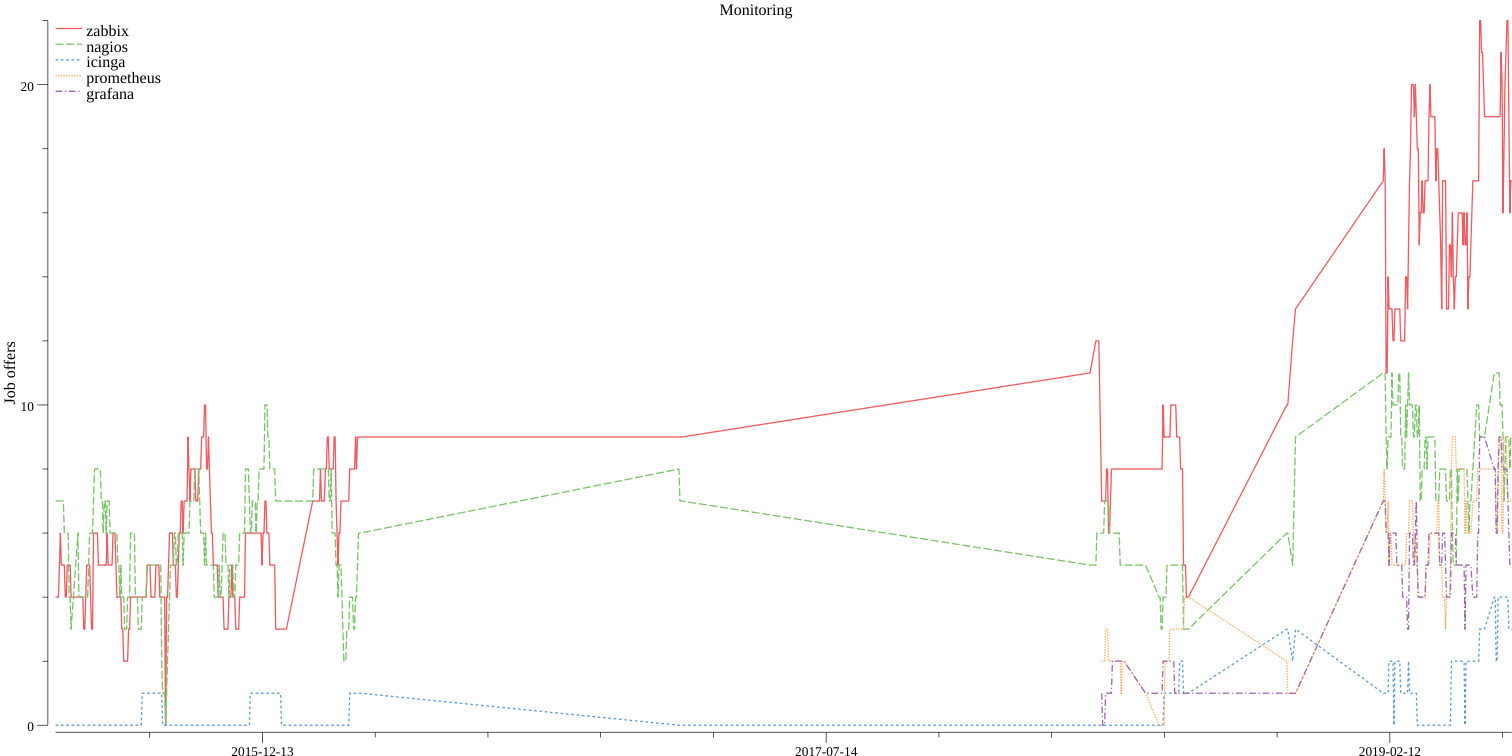 Monitoring
zabbix
nagios
icinga
prometheus
grafana
20
10
0
Job offers
2015-12-13
2017-07-14
2019-02-12